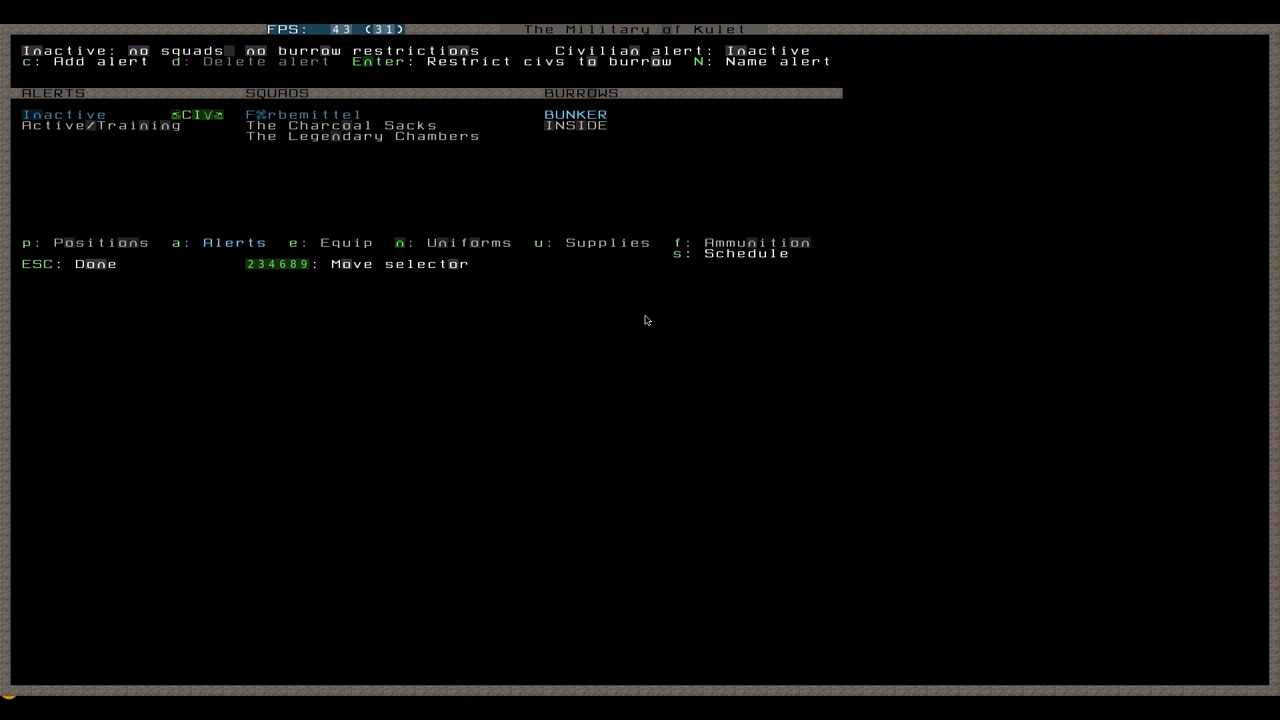 FPS: 43 (31) The Military of Kulet
Inactive: no squads no burrow restrictions Civilian alert: Inactive
c: Add alert d: Delete alert Enter: Restrict civs to burrow N: Name alert
ALERTS SQUADS BURROWS
Inactive CIV BUNKER
Active/Training The Charcoal Sacks INSIDE
The Legendary Chambers
p: Positions a: Alerts e: Equip n: Uniforms u: Supplies f: Ammunition
s: Schedule
ESC: Done 234689: Move selector